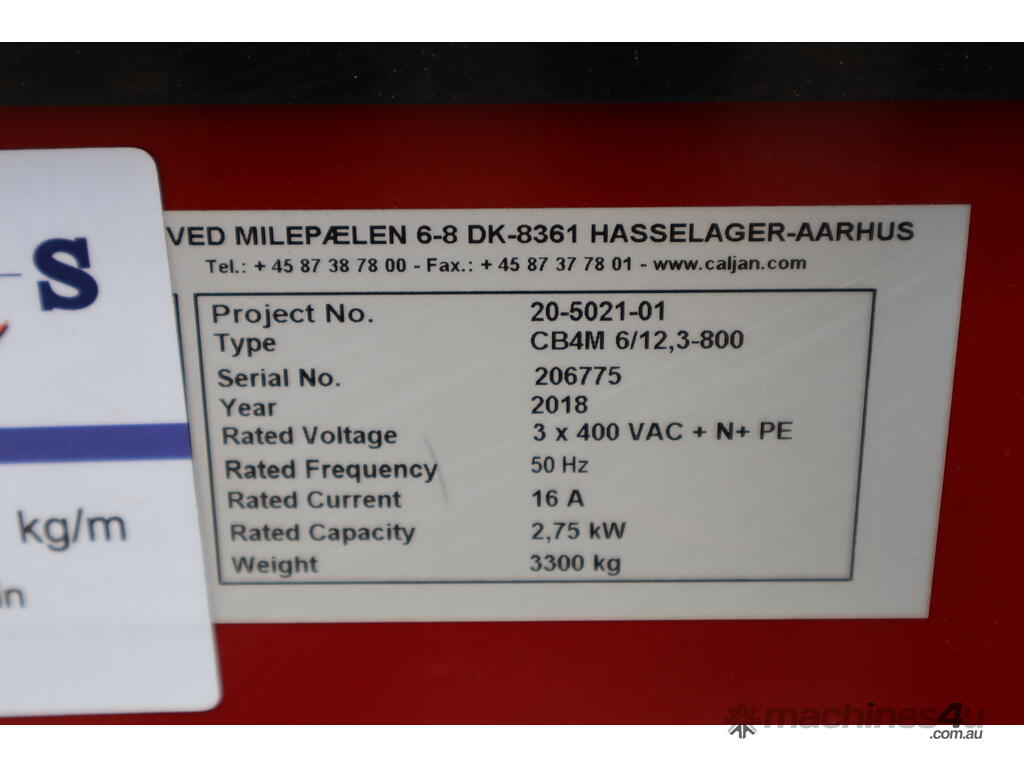 S
kg/m
in
VED MILEPÆLEN 6-8 DK-8361 HASSELAGER-AARHUS
Tel.: + 45 87 38 78 00 - Fax.: + 45 87 37 78 01 - www.caljan.com
Project No. 20-5021-01
Type CB4M 6/12,3-800
Serial No. 206775
Year 2018
Rated Voltage 3 x 400 VAC + N+ PE
Rated Frequency 50 Hz
Rated Current 16 A
Rated Capacity 2,75 kW
Weight 3300 kg
machines4u
.com.au